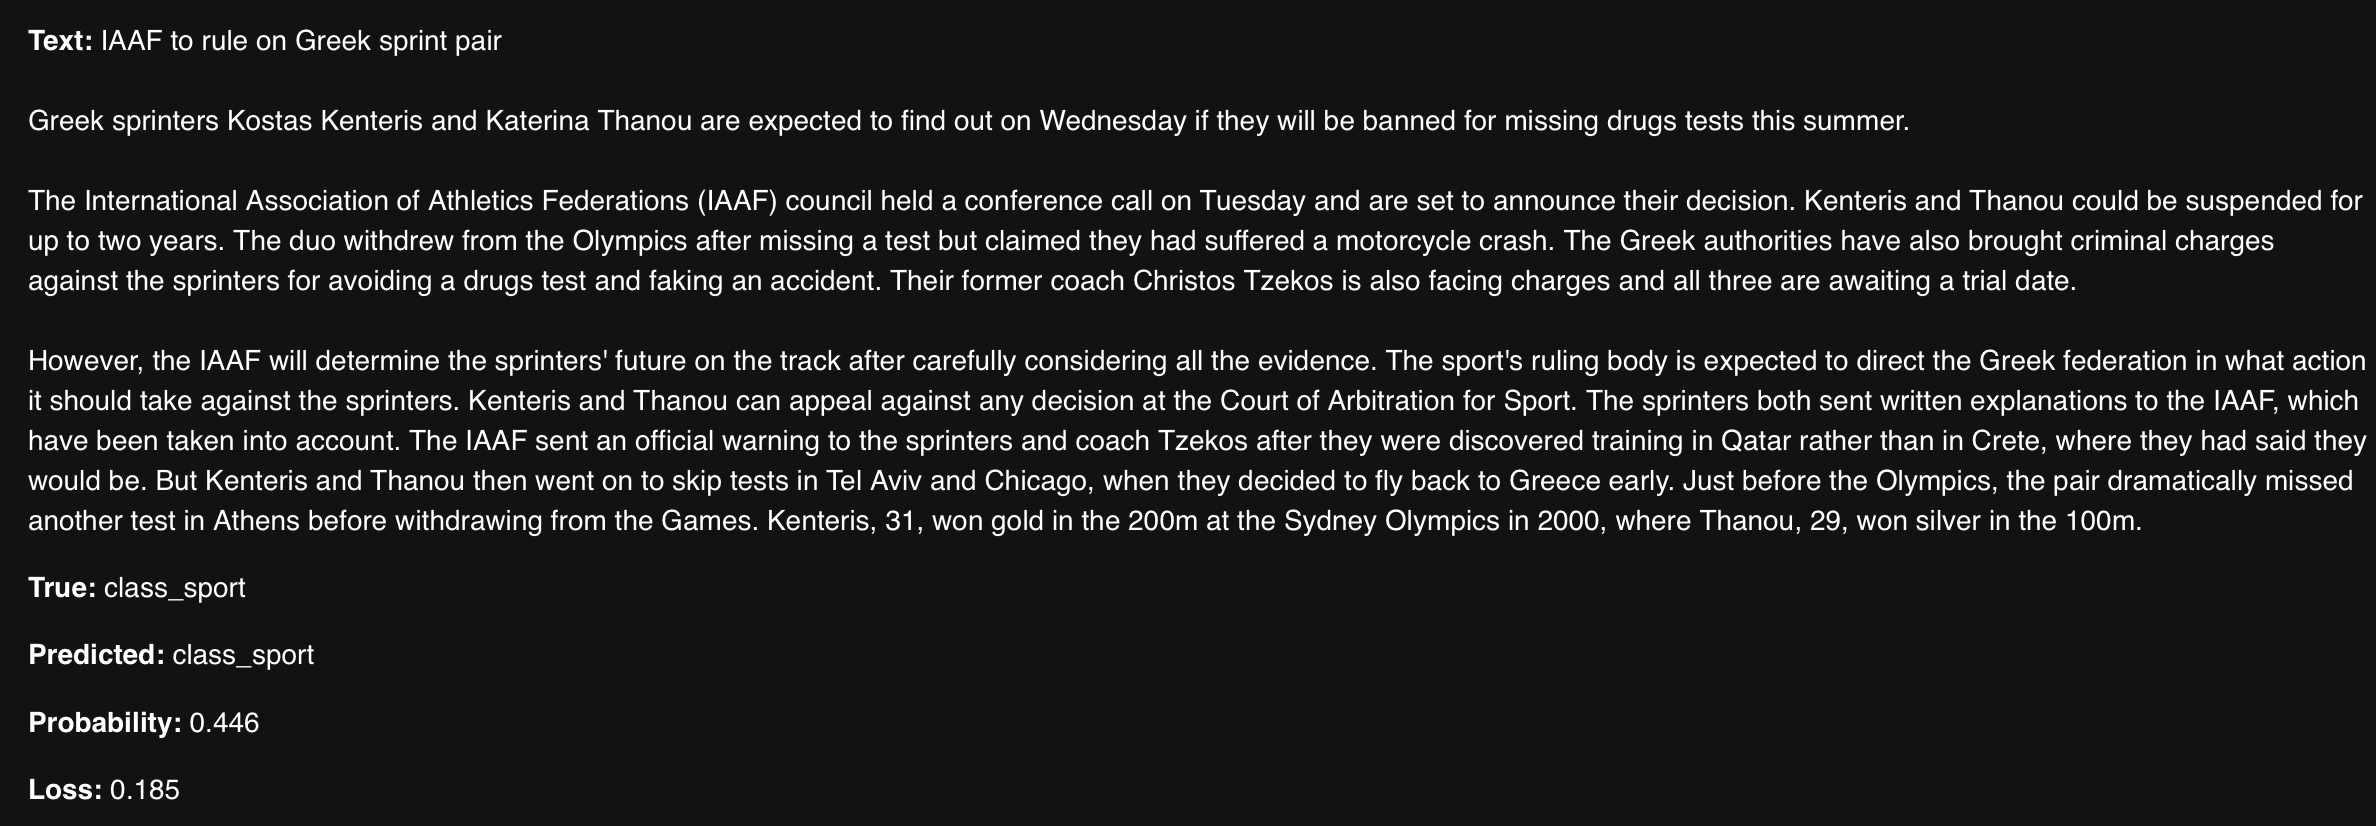 Text: IAAF to rule on Greek sprint pair
Greek sprinters Kostas Kenteris and Katerina Thanou are expected to find out on Wednesday if they will be banned for missing drugs tests this summer.
The International Association of Athletics Federations (IAAF) council held a conference call on Tuesday and are set to announce their decision. Kenteris and Thanou could be suspended for
up to two years. The duo withdrew from the Olympics after missing a test but claimed they had suffered a motorcycle crash. The Greek authorities have also brought criminal charges
against the sprinters for avoiding a drugs test and faking an accident. Their former coach Christos Tzekos is also facing charges and all three are awaiting a trial date.
However, the IAAF will determine the sprinters' future on the track after carefully considering all the evidence. The sport's ruling body is expected to direct the Greek federation in what action
it should take against the sprinters. Kenteris and Thanou can appeal against any decision at the Court of Arbitration for Sport. The sprinters both sent written explanations to the IAAF, which
have been taken into account. The IAAF sent an official warning to the sprinters and coach Tzekos after they were discovered training in Qatar rather than in Crete, where they had said they
would be. But Kenteris and Thanou then went on to skip tests in Tel Aviv and Chicago, when they decided to fly back to Greece early. Just before the Olympics, the pair dramatically missed
another test in Athens before withdrawing from the Games. Kenteris, 31, won gold in the 200m at the Sydney Olympics in 2000, where Thanou, 29, won silver in the 100m.
True: class_sport
Predicted: class_sport
Probability: 0.446
Loss: 0.185